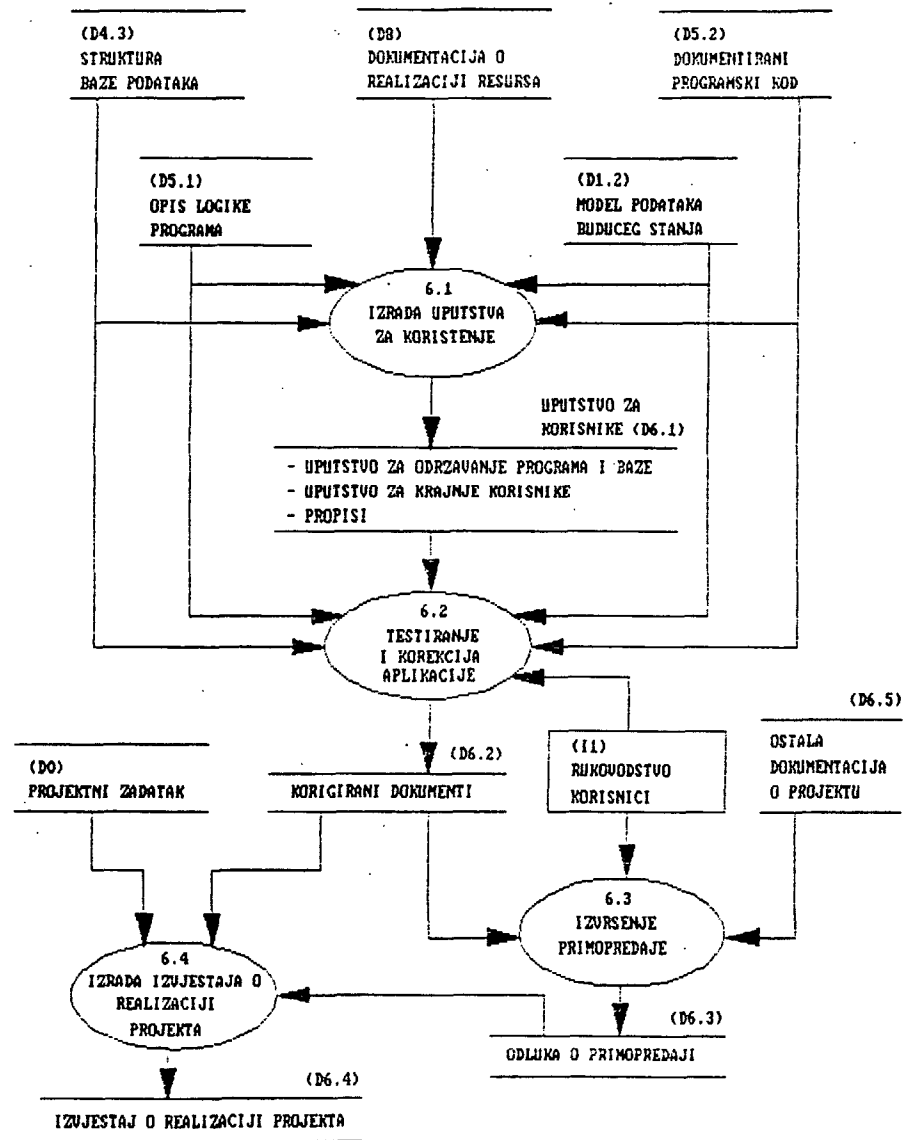 (D4.3)
STRUKTURA
BAZE PODATAKA
(D8)
DOKUMENTACIJA O
REALIZACIJI RESURSA
(D5.2)
DOKUMENTIRANI
PROGRAMSKI KOD
(D5.1)
OPIS LOGIKE
PROGRAMA
(D1.2)
MODEL PODATAKA
BUDUCEG STANJA
6.1
IZRADA UPUTSTVA
ZA KORISTENJE
UPUTSTVO ZA
KORISNIKE (D6.1)
- UPUTSTVO ZA ODRZAVANJE PROGRAMA I BAZE
- UPUTSTVO ZA KRAJNJE KORISNIKE
- PROPISI
6.2
TESTIRANJE
I KOREKCIJA
APLIKACIJE
(D6.5)
OSTALA
DOKUMENTACIJA
O PROJEKTU
(D6.2)
KORIGIRANI DOKUMENTI
(I1)
RUKOVODSTVO
KORISNICI
(D0)
PROJEKTNI ZADATAK
6.3
IZVRSENJE
PRIMOPREDAJE
6.4
IZRADA IZVJESTAJA O
REALIZACIJI
PROJEKTA
(D6.3)
ODLUKA O PRIMOPREDAJI
(D6.4)
IZVJESTAJ O REALIZACIJI PROJEKTA